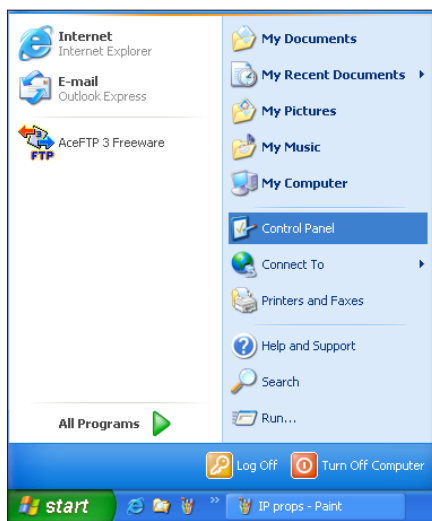 Internet
Internet Explorer
E-mail
Outlook Express
FTP
AceFTP 3 Freeware
All Programs
My Documents
My Recent Documents
My Pictures
My Music
My Computer
Control Panel
Connect To
Printers and Faxes
Help and Support
Search
Run...
Log Off
Turn Off Computer
start
»
IP props - Paint